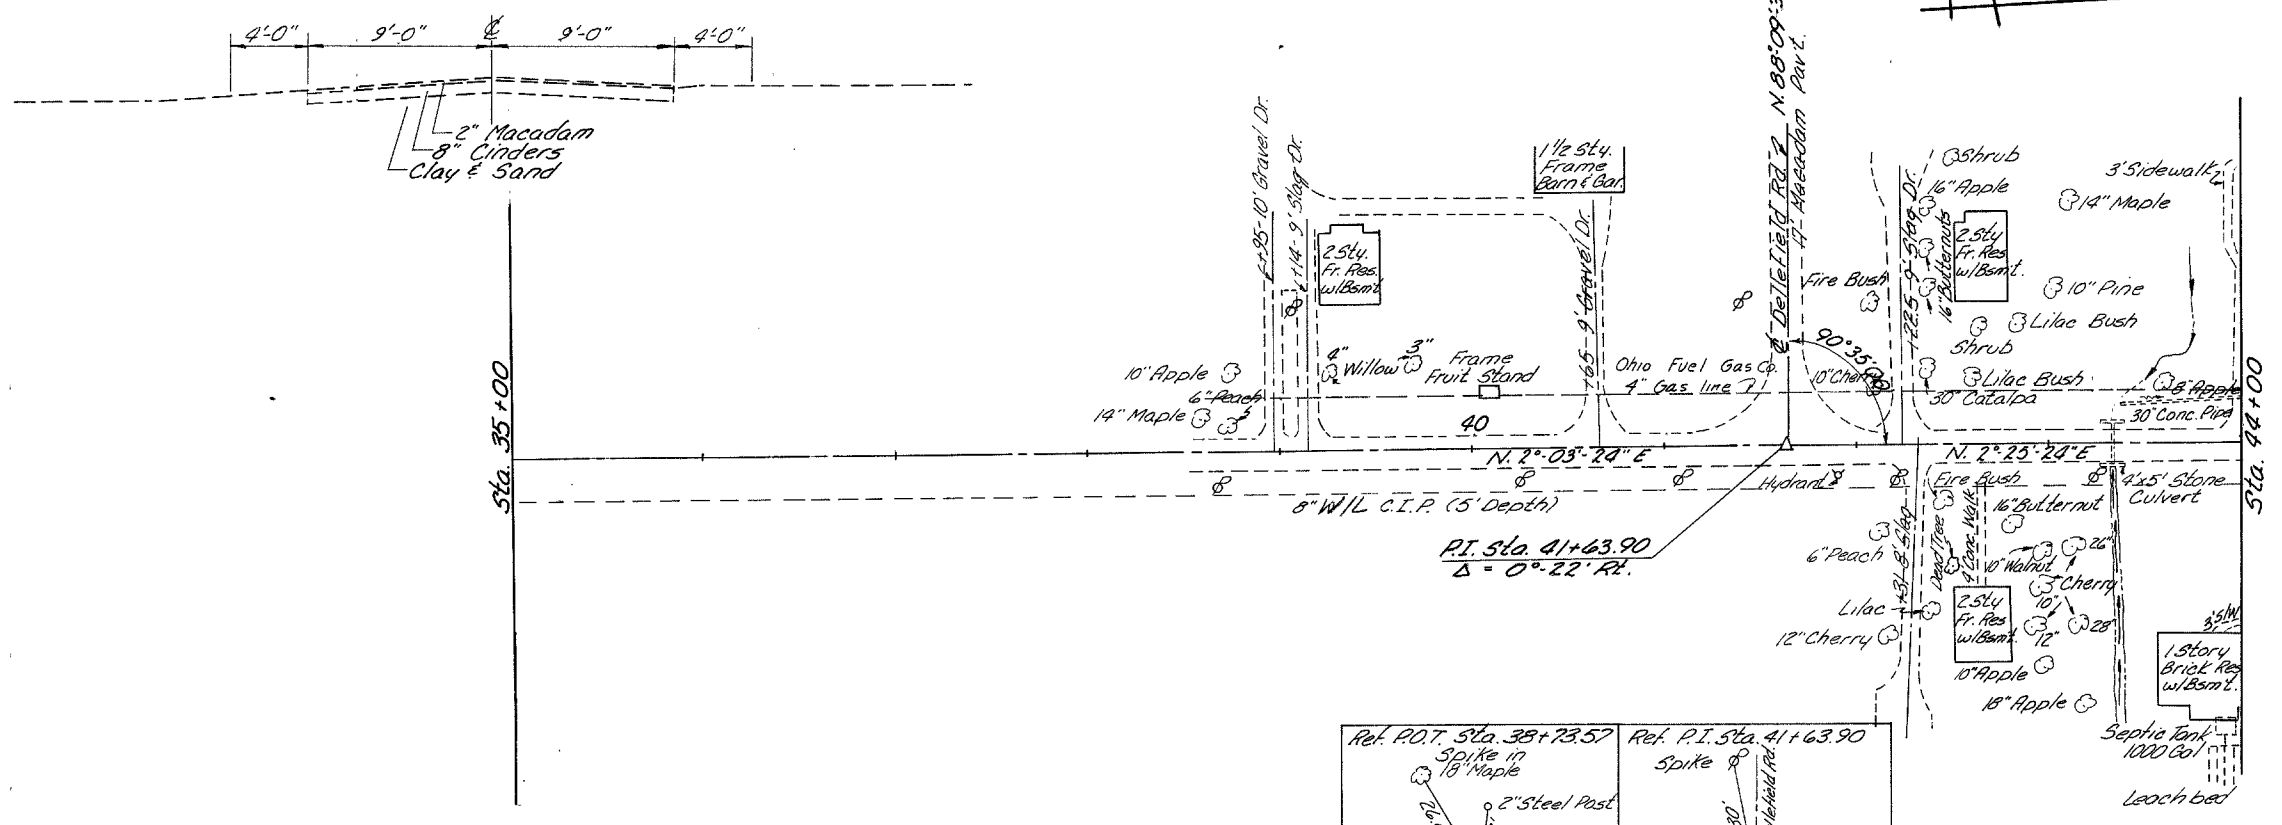 4'-0"
9'-0"
℄
9'-0"
4'-0"
2" Macadam
8" Cinders
Clay & Sand
Sta. 35+00
+95-10' Gravel Dr.
+14-9' Slag Dr.
1 1/2 Sty.
Frame
Barn & Gar.
2 Sty.
Fr. Res.
w/Bsmt
10" Apple
6" Peach
14" Maple
4"
Willow
3"
Frame
Fruit Stand
+65-9' Gravel Dr.
Ohio Fuel Gas Co.
4" Gas line
40
℄ Dellefield Rd.
N. 88°-09'-3
17' Macadam Pav't.
90°35'00"
Fire Bush
10" Cherry
+22.5-9' Slag Dr.
Shrub
16" Apple
16" Butternuts
2 Sty
Fr. Res
w/Bsm't.
3' Sidewalk
14" Maple
10" Pine
Lilac Bush
Shrub
Lilac Bush
30" Catalpa
8" Apple
30" Conc. Pipe
Sta. 44+00
N. 2°-03'-24" E
N. 2°-25'-24" E
8" W/L C.I.P. (5' Depth)
Hydrant
Fire Bush
4'x5' Stone
Culvert
P.I. Sta. 41+63.90
Δ = 0°-22' Rt.
6" Peach
+31-8' Slag
Dead Tree
4' Conc. Walk
16" Butternut
26"
10" Walnut
Cherry
10"
12"
28"
Lilac
12" Cherry
2 Sty
Fr. Res
w/Bsmt.
10" Apple
18" Apple
3' S/W
1 Story
Brick Res
w/Bsm't.
Septic Tank
1000 Gal
Leach bed
Ref. P.O.T. Sta. 38+73.57
Spike in
18" Maple
2" Steel Post
Ref. P.I. Sta. 41+63.90
Spike